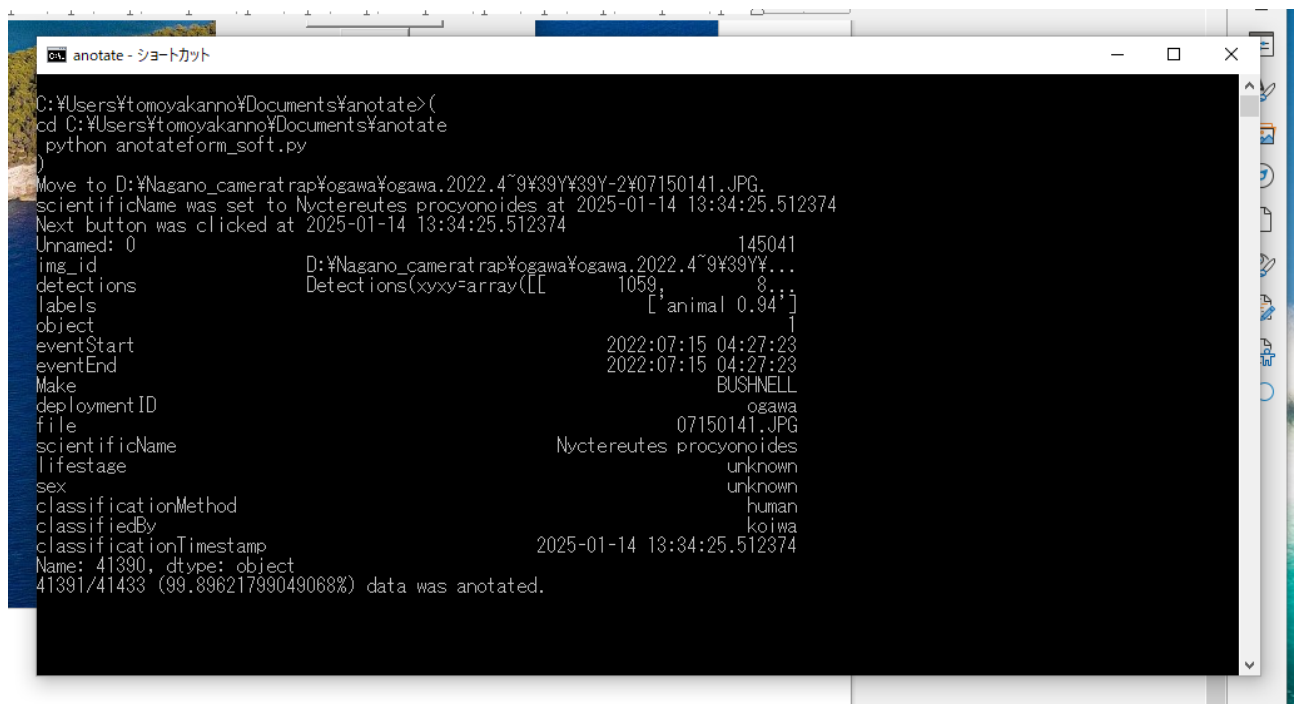 anotate - ショートカット
C:¥Users¥tomoyakanno¥Documents¥anotate>(
cd C:¥Users¥tomoyakanno¥Documents¥anotate
python anotateform_soft.py
)
Move to D:¥Nagano_cameratrap¥ogawa¥ogawa.2022.4~9¥39Y¥39Y-2¥07150141.JPG.
scientificName was set to Nyctereutes procyonoides at 2025-01-14 13:34:25.512374
Next button was clicked at 2025-01-14 13:34:25.512374
Unnamed: 0 145041
img_id D:¥Nagano_cameratrap¥ogawa¥ogawa.2022.4~9¥39Y¥...
detections Detections(xyxy=array([[ 1059, 8...
labels ['animal 0.94']
object 1
eventStart 2022:07:15 04:27:23
eventEnd 2022:07:15 04:27:23
Make BUSHNELL
deploymentID ogawa
file 07150141.JPG
scientificName Nyctereutes procyonoides
lifestage unknown
sex unknown
classificationMethod human
classifiedBy koiwa
classificationTimestamp 2025-01-14 13:34:25.512374
Name: 41390, dtype: object
41391/41433 (99.89621799049068%) data was anotated.